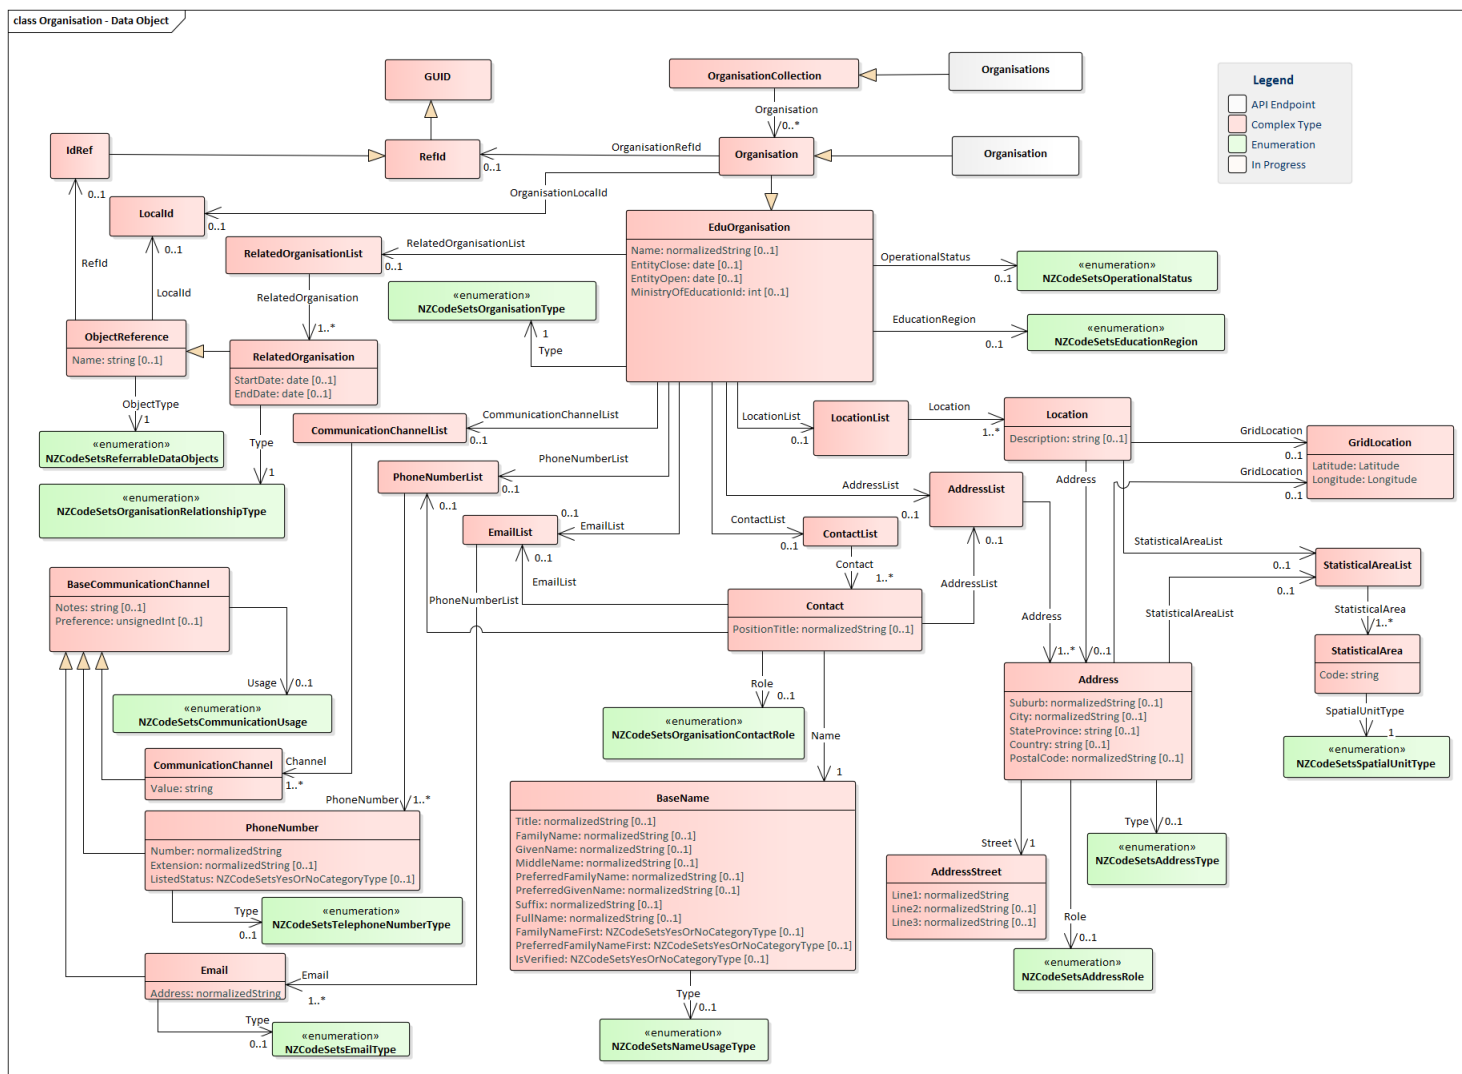 class Organisation - Data Object
GUID
OrganisationCollection
Organisations
Legend
API Endpoint
Complex Type
Enumeration
In Progress
Organisation
0..*
IdRef
RefId
OrganisationRefId
0..1
Organisation
Organisation
0..1
OrganisationLocalId
LocalId
0..1
0..1
RefId
LocalId
RelatedOrganisationList
RelatedOrganisationList
0..1
RelatedOrganisation
1..*
EduOrganisation
Name: normalizedString [0..1]
EntityClose: date [0..1]
EntityOpen: date [0..1]
MinistryOfEducationId: int [0..1]
OperationalStatus
0..1
«enumeration»
NZCodeSetsOperationalStatus
«enumeration»
NZCodeSetsOrganisationType
1
Type
EducationRegion
0..1
«enumeration»
NZCodeSetsEducationRegion
ObjectReference
Name: string [0..1]
RelatedOrganisation
StartDate: date [0..1]
EndDate: date [0..1]
ObjectType
1
«enumeration»
NZCodeSetsReferrableDataObjects
Type
1
«enumeration»
NZCodeSetsOrganisationRelationshipType
CommunicationChannelList
CommunicationChannelList
0..1
LocationList
0..1
LocationList
Location
1..*
Location
Description: string [0..1]
GridLocation
0..1
GridLocation
0..1
GridLocation
Latitude: Latitude
Longitude: Longitude
PhoneNumberList
PhoneNumberList
0..1
0..1
AddressList
0..1
AddressList
0..1
Address
EmailList
0..1
EmailList
0..1
EmailList
ContactList
0..1
ContactList
Contact
1..*
StatisticalAreaList
0..1
StatisticalAreaList
0..1
StatisticalAreaList
StatisticalArea
1..*
BaseCommunicationChannel
Notes: string [0..1]
Preference: unsignedInt [0..1]
PhoneNumberList
AddressList
Contact
PositionTitle: normalizedString [0..1]
Address
1..*
0..1
StatisticalArea
Code: string
SpatialUnitType
1
«enumeration»
NZCodeSetsSpatialUnitType
Usage
0..1
«enumeration»
NZCodeSetsCommunicationUsage
Role
0..1
«enumeration»
NZCodeSetsOrganisationContactRole
Name
1
Address
Suburb: normalizedString [0..1]
City: normalizedString [0..1]
StateProvince: string [0..1]
Country: string [0..1]
PostalCode: normalizedString [0..1]
CommunicationChannel
Value: string
Channel
1..*
PhoneNumber
1..*
PhoneNumber
Number: normalizedString
Extension: normalizedString [0..1]
ListedStatus: NZCodeSetsYesOrNoCategoryType [0..1]
BaseName
Title: normalizedString [0..1]
FamilyName: normalizedString [0..1]
GivenName: normalizedString [0..1]
MiddleName: normalizedString [0..1]
PreferredFamilyName: normalizedString [0..1]
PreferredGivenName: normalizedString [0..1]
Suffix: normalizedString [0..1]
FullName: normalizedString [0..1]
FamilyNameFirst: NZCodeSetsYesOrNoCategoryType [0..1]
PreferredFamilyNameFirst: NZCodeSetsYesOrNoCategoryType [0..1]
IsVerified: NZCodeSetsYesOrNoCategoryType [0..1]
Type
0..1
«enumeration»
NZCodeSetsAddressType
Street
1
AddressStreet
Line1: normalizedString
Line2: normalizedString [0..1]
Line3: normalizedString [0..1]
Role
0..1
«enumeration»
NZCodeSetsAddressRole
Type
0..1
«enumeration»
NZCodeSetsTelephoneNumberType
Email
Address: normalizedString
Email
1..*
Type
0..1
«enumeration»
NZCodeSetsEmailType
Type
0..1
«enumeration»
NZCodeSetsNameUsageType